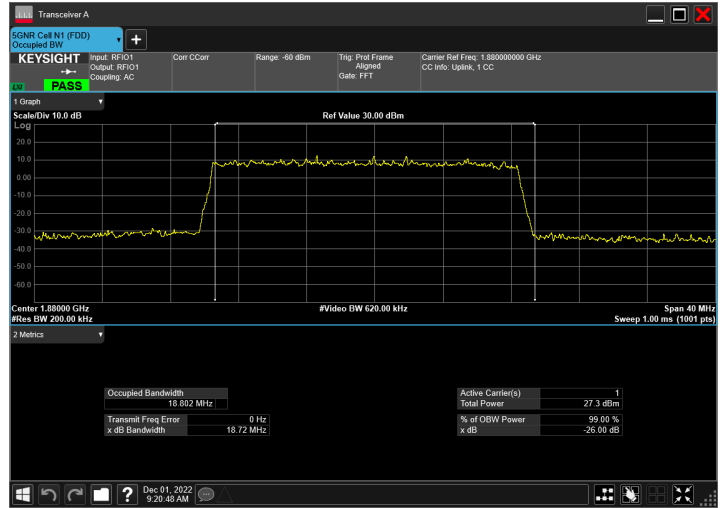 Transceiver A
5GNR Cell N1 (FDD)
Occupied BW
KEYSIGHT
LXI
PASS
Input: RFIO1
Output: RFIO1
Coupling: AC
Corr CCorr
Range: -60 dBm
Trig: Prot Frame
Aligned
Gate: FFT
Carrier Ref Freq: 1.880000000 GHz
CC Info: Uplink, 1 CC
1 Graph
Scale/Div 10.0 dB
Ref Value 30.00 dBm
Log
20.0
10.0
0.00
-10.0
-20.0
-30.0
-40.0
-50.0
-60.0
Center 1.88000 GHz
#Video BW 620.00 kHz
Span 40 MHz
#Res BW 200.00 kHz
Sweep 1.00 ms (1001 pts)
2 Metrics
Occupied Bandwidth
18.802 MHz
Transmit Freq Error 0 Hz
x dB Bandwidth 18.72 MHz
Active Carrier(s) 1
Total Power 27.3 dBm
% of OBW Power 99.00 %
x dB -26.00 dB
?
Dec 01, 2022
9:20:48 AM